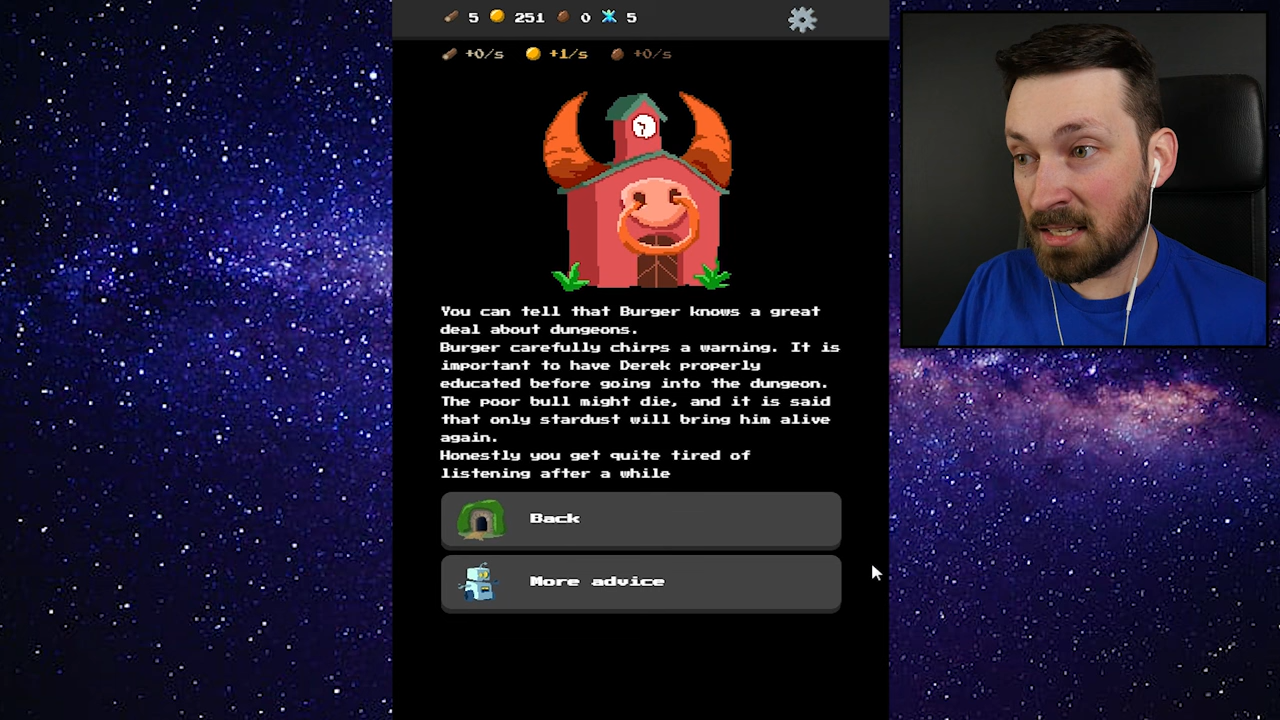 5 251 0 5
+0/s +1/s +0/s
You can tell that Burger knows a great
deal about dungeons.
Burger carefully chirps a warning. It is
important to have Derek properly
educated before going into the dungeon.
The poor bull might die, and it is said
that only stardust will bring him alive
again.
Honestly you get quite tired of
listening after a while
Back
More advice